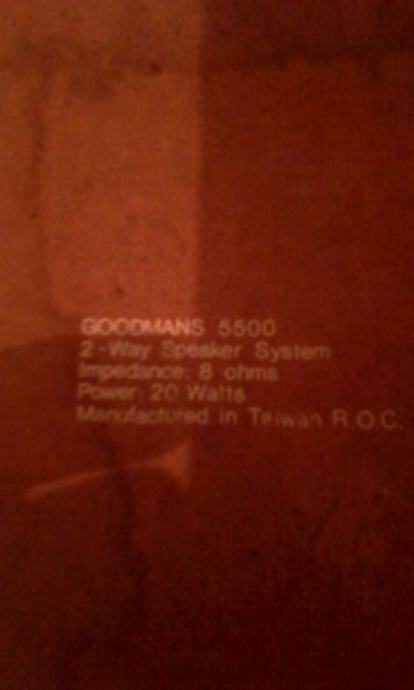 GOODMANS 5500
2-Way Speaker System
Impedance: 8 ohms
Power: 20 Watts
Manufactured in Taiwan R.O.C.